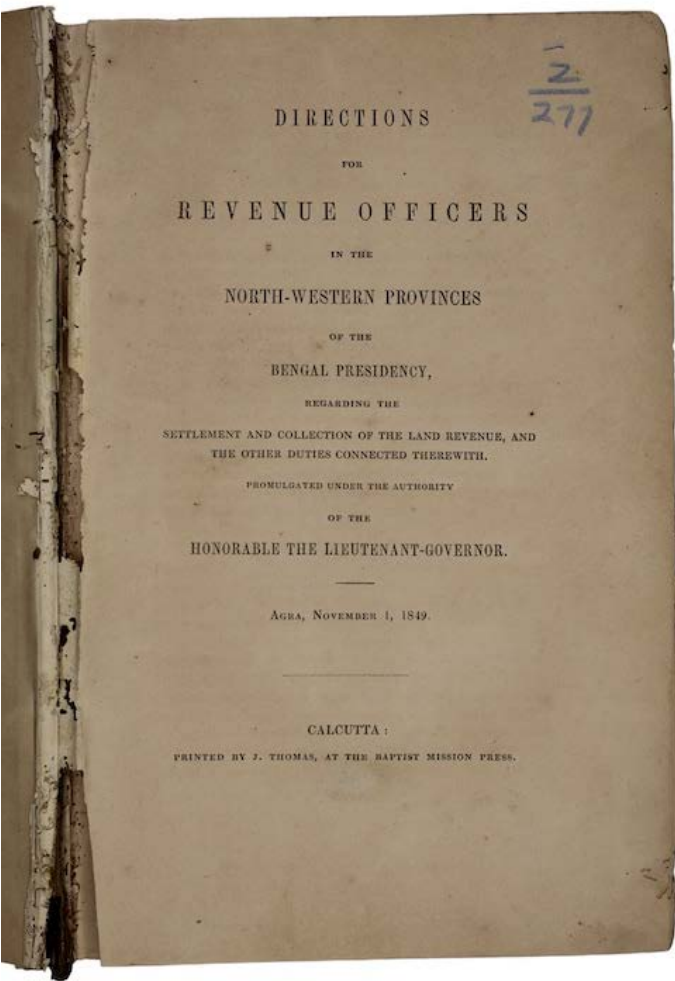 2
277
DIRECTIONS
FOR
REVENUE OFFICERS
IN THE
NORTH-WESTERN PROVINCES
OF THE
BENGAL PRESIDENCY,
REGARDING THE
SETTLEMENT AND COLLECTION OF THE LAND REVENUE, AND
THE OTHER DUTIES CONNECTED THEREWITH.
PROMULGATED UNDER THE AUTHORITY
OF THE
HONORABLE THE LIEUTENANT-GOVERNOR.
AGRA, NOVEMBER 1, 1849.
CALCUTTA:
PRINTED BY J. THOMAS, AT THE BAPTIST MISSION PRESS.